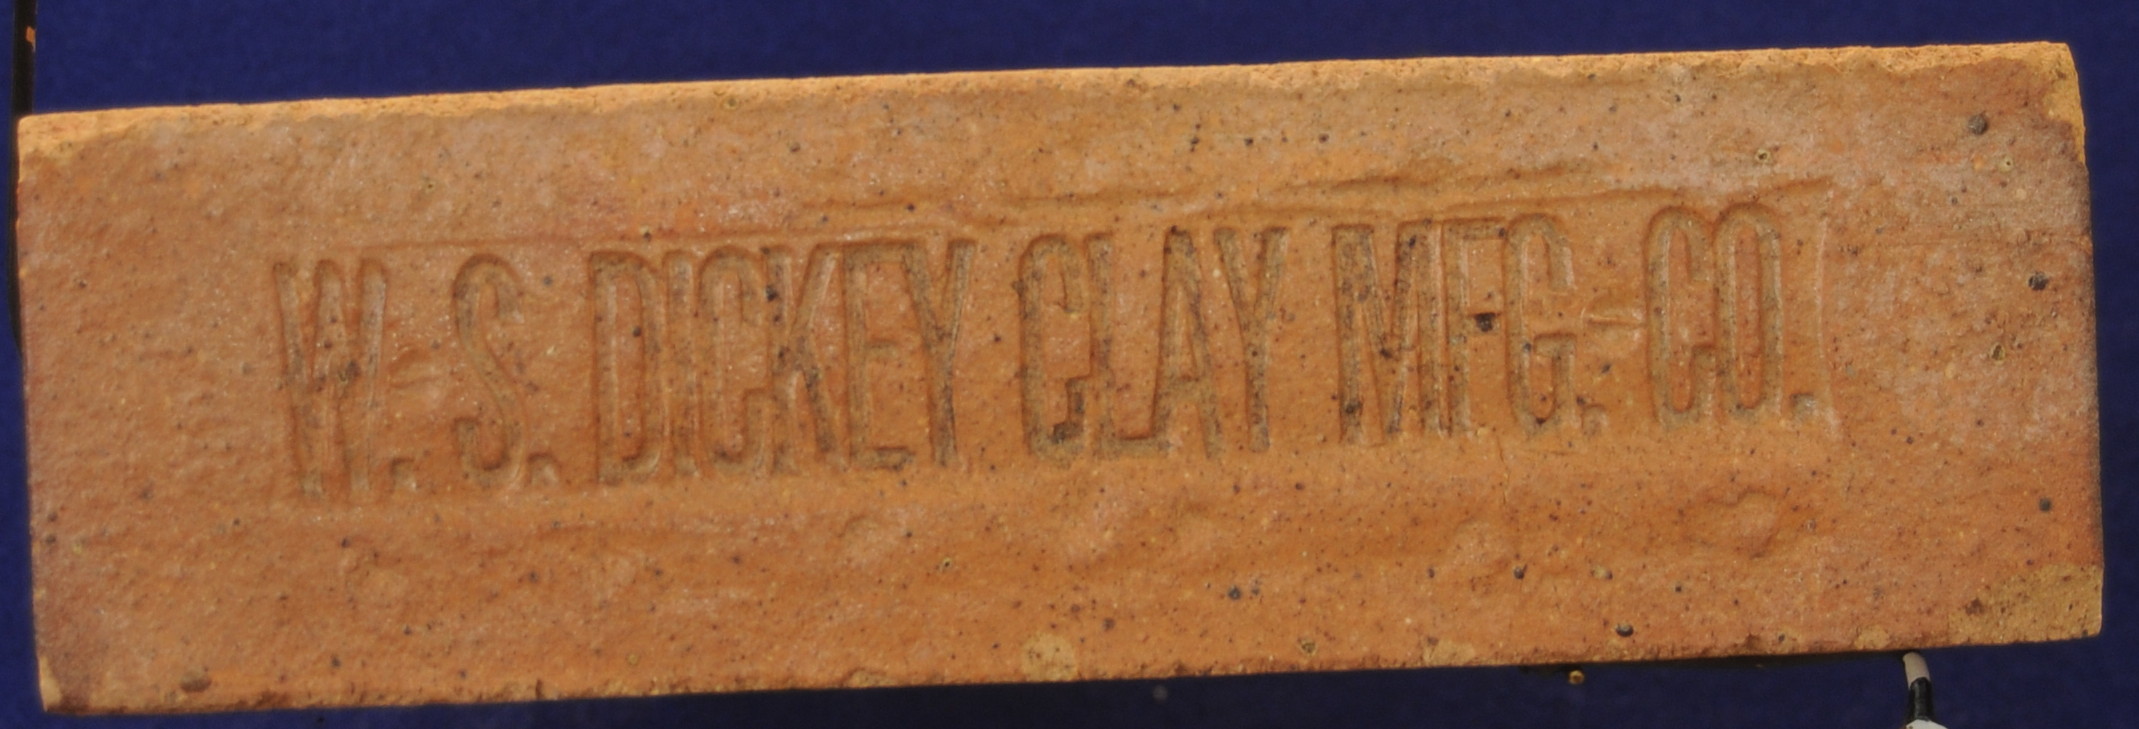 W. S. DICKEY CLAY MFG. CO.